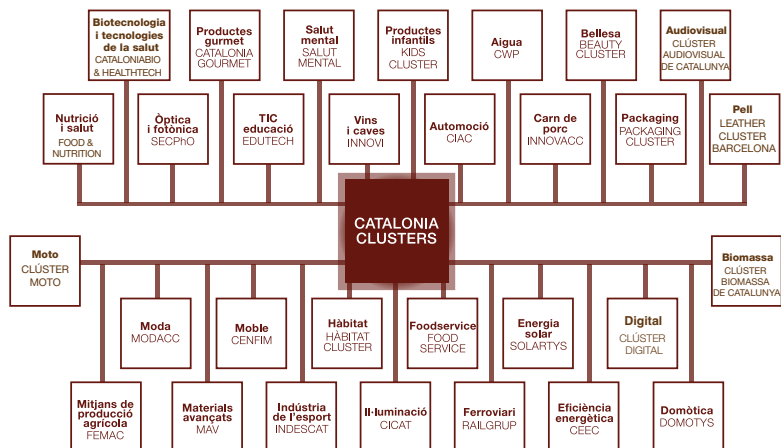 Biotecnologia
i tecnologies
de la salut
CATALONIABIO
& HEALTHTECH
Productes
gurmet
CATALONIA
GOURMET
Salut
mental
SALUT
MENTAL
Productes
infantils
KIDS
CLUSTER
Aigua
CWP
Bellesa
BEAUTY
CLUSTER
Audiovisual
CLÚSTER
AUDIOVISUAL
DE CATALUNYA
Nutrició
i salut
FOOD &
NUTRITION
Òptica
i fotònica
SECPhO
TIC
educació
EDUTECH
Vins
i caves
INNOVI
Automoció
CIAC
Carn de
porc
INNOVACC
Packaging
PACKAGING
CLUSTER
Pell
LEATHER
CLUSTER
BARCELONA
CATALONIA
CLUSTERS
Moto
CLÚSTER
MOTO
Biomassa
CLÚSTER
BIOMASSA
DE CATALUNYA
Moda
MODACC
Moble
CENFIM
Hàbitat
HÀBITAT
CLUSTER
Foodservice
FOOD
SERVICE
Energia
solar
SOLARTYS
Digital
CLÚSTER
DIGITAL
Mitjans de
producció
agrícola
FEMAC
Materials
avançats
MAV
Indústria
de l'esport
INDESCAT
Il·luminació
CICAT
Ferroviari
RAILGRUP
Eficiència
energètica
CEEC
Domòtica
DOMOTYS